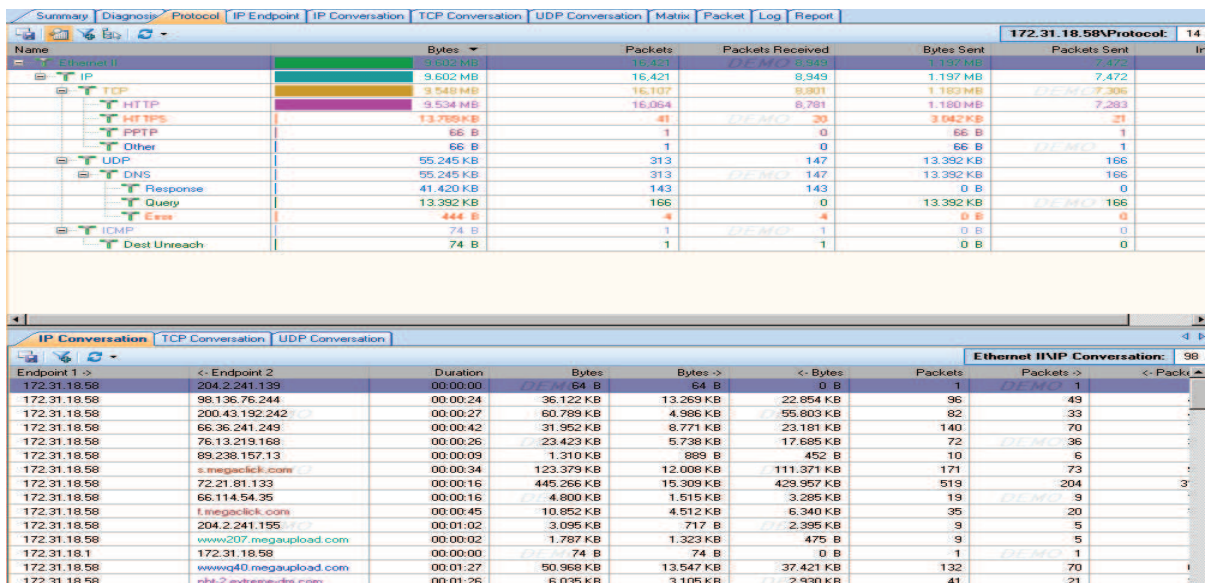 Summary Diagnosis Protocol IP Endpoint IP Conversation TCP Conversation UDP Conversation Matrix Packet Log Report
172.31.18.58\Protocol: 14
Name Bytes Packets Packets Received Bytes Sent Packets Sent
Ethernet II 9.602 MB 16,421 8,949 1.197 MB 7,472
IP 9.602 MB 16,421 8,949 1.197 MB 7,472
TCP 9.548 MB 16,107 8,801 1.183 MB 7,306
HTTP 9.534 MB 16,064 8,781 1.180 MB 7,283
HTTPS 13.789 KB 41 20 3.042 KB 21
PPTP 66 B 1 0 66 B 1
Other 66 B 1 0 66 B 1
UDP 55.245 KB 313 147 13.392 KB 166
DNS 55.245 KB 313 147 13.392 KB 166
Response 41.420 KB 143 143 0 B 0
Query 13.392 KB 166 0 13.392 KB 166
Error 444 B 4 4 0 B 0
ICMP 74 B 1 1 0 B 0
Dest Unreach 74 B 1 1 0 B 0
IP Conversation TCP Conversation UDP Conversation
Ethernet II\IP Conversation: 98
Endpoint 1 -> <- Endpoint 2 Duration Bytes Bytes -> <- Bytes Packets Packets -> <- Packe
172.31.18.58 204.2.241.139 00:00:00 64 B 64 B 0 B 1 1
172.31.18.58 98.136.76.244 00:00:24 36.122 KB 13.269 KB 22.854 KB 96 49
172.31.18.58 200.43.192.242 00:00:27 60.789 KB 4.986 KB 55.803 KB 82 33
172.31.18.58 66.36.241.249 00:00:42 31.952 KB 8.771 KB 23.181 KB 140 70
172.31.18.58 76.13.219.168 00:00:26 23.423 KB 5.738 KB 17.685 KB 72 36
172.31.18.58 89.238.157.13 00:00:09 1.310 KB 889 B 452 B 10 6
172.31.18.58 s.megaclick.com 00:00:34 123.379 KB 12.008 KB 111.371 KB 171 73
172.31.18.58 72.21.81.133 00:00:16 445.266 KB 15.309 KB 429.957 KB 519 204
172.31.18.58 66.114.54.35 00:00:16 4.800 KB 1.515 KB 3.285 KB 19 9
172.31.18.58 l.megaclick.com 00:00:45 10.852 KB 4.512 KB 6.340 KB 35 20
172.31.18.58 204.2.241.155 00:01:02 3.095 KB 717 B 2.395 KB 9 5
172.31.18.58 www207.megaupload.com 00:00:02 1.787 KB 1.323 KB 475 B 9 5
172.31.18.1 172.31.18.58 00:00:00 74 B 74 B 0 B 1 1
172.31.18.58 wwwq40.megaupload.com 00:01:27 50.968 KB 13.547 KB 37.421 KB 132 70
172.31.18.58 00:01:26 6.035 KB 3.105 KB 2.930 KB 41 21